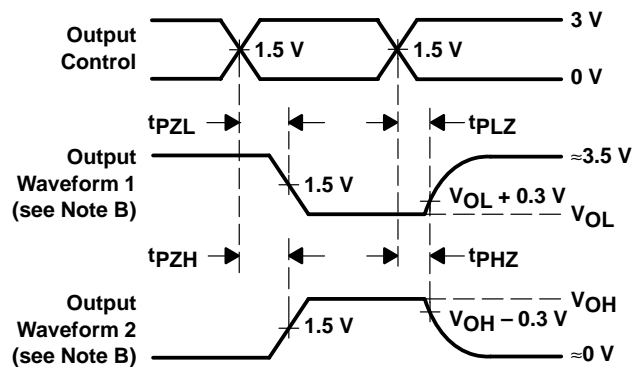 3 V
Output
Control
1.5 V
1.5 V
0 V
tPZL
tPLZ
Output
Waveform 1
(see Note B)
≈3.5 V
1.5 V
VOL + 0.3 V
VOL
tPZH
tPHZ
Output
Waveform 2
(see Note B)
VOH
1.5 V
VOH – 0.3 V
≈0 V